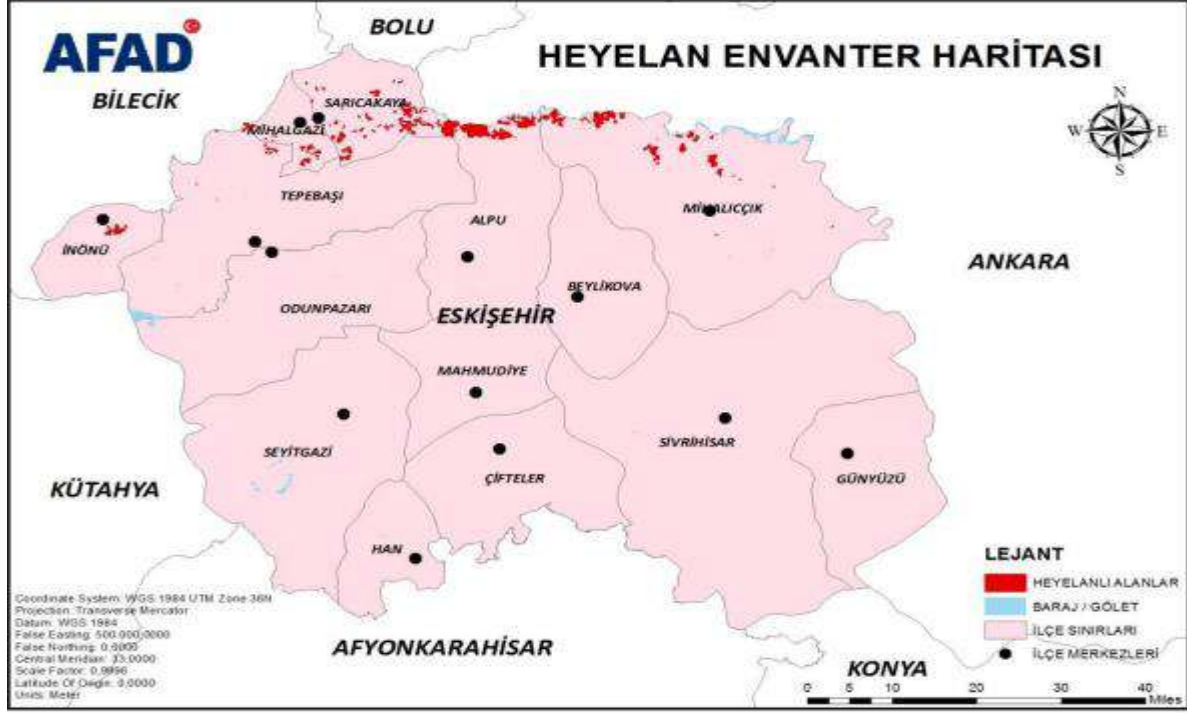 AFAD
BOLU
HEYELAN ENVANTER HARİTASI
BİLECİK
SARICAKAYA
MİHALGAZİ
N
W
E
S
TEPEBAŞI
ALPU
MİHALIÇÇIK
İNÖNÜ
ANKARA
BEYLİKOVA
ODUNPAZARI
ESKİŞEHİR
MAHMUDİYE
SEYİTGAZİ
SİVRİHİSAR
ÇİFTELER
GÜNYÜZÜ
KÜTAHYA
HAN
LEJANT
HEYELANLI ALANLAR
BARAJ / GÖLET
İLÇE SINIRLARI
İLÇE MERKEZLERİ
Coordinate System: WGS 1984 UTM Zone 36N
Projection: Transverse Mercator
Datum: WGS 1984
False Easting: 500.000,0000
False Northing: 0,0000
Central Meridian: 33,0000
Scale Factor: 0,9996
Latitude Of Origin: 0,0000
Units: Meter
AFYONKARAHİSAR
KONYA
0 5 10 20 30 40
Miles